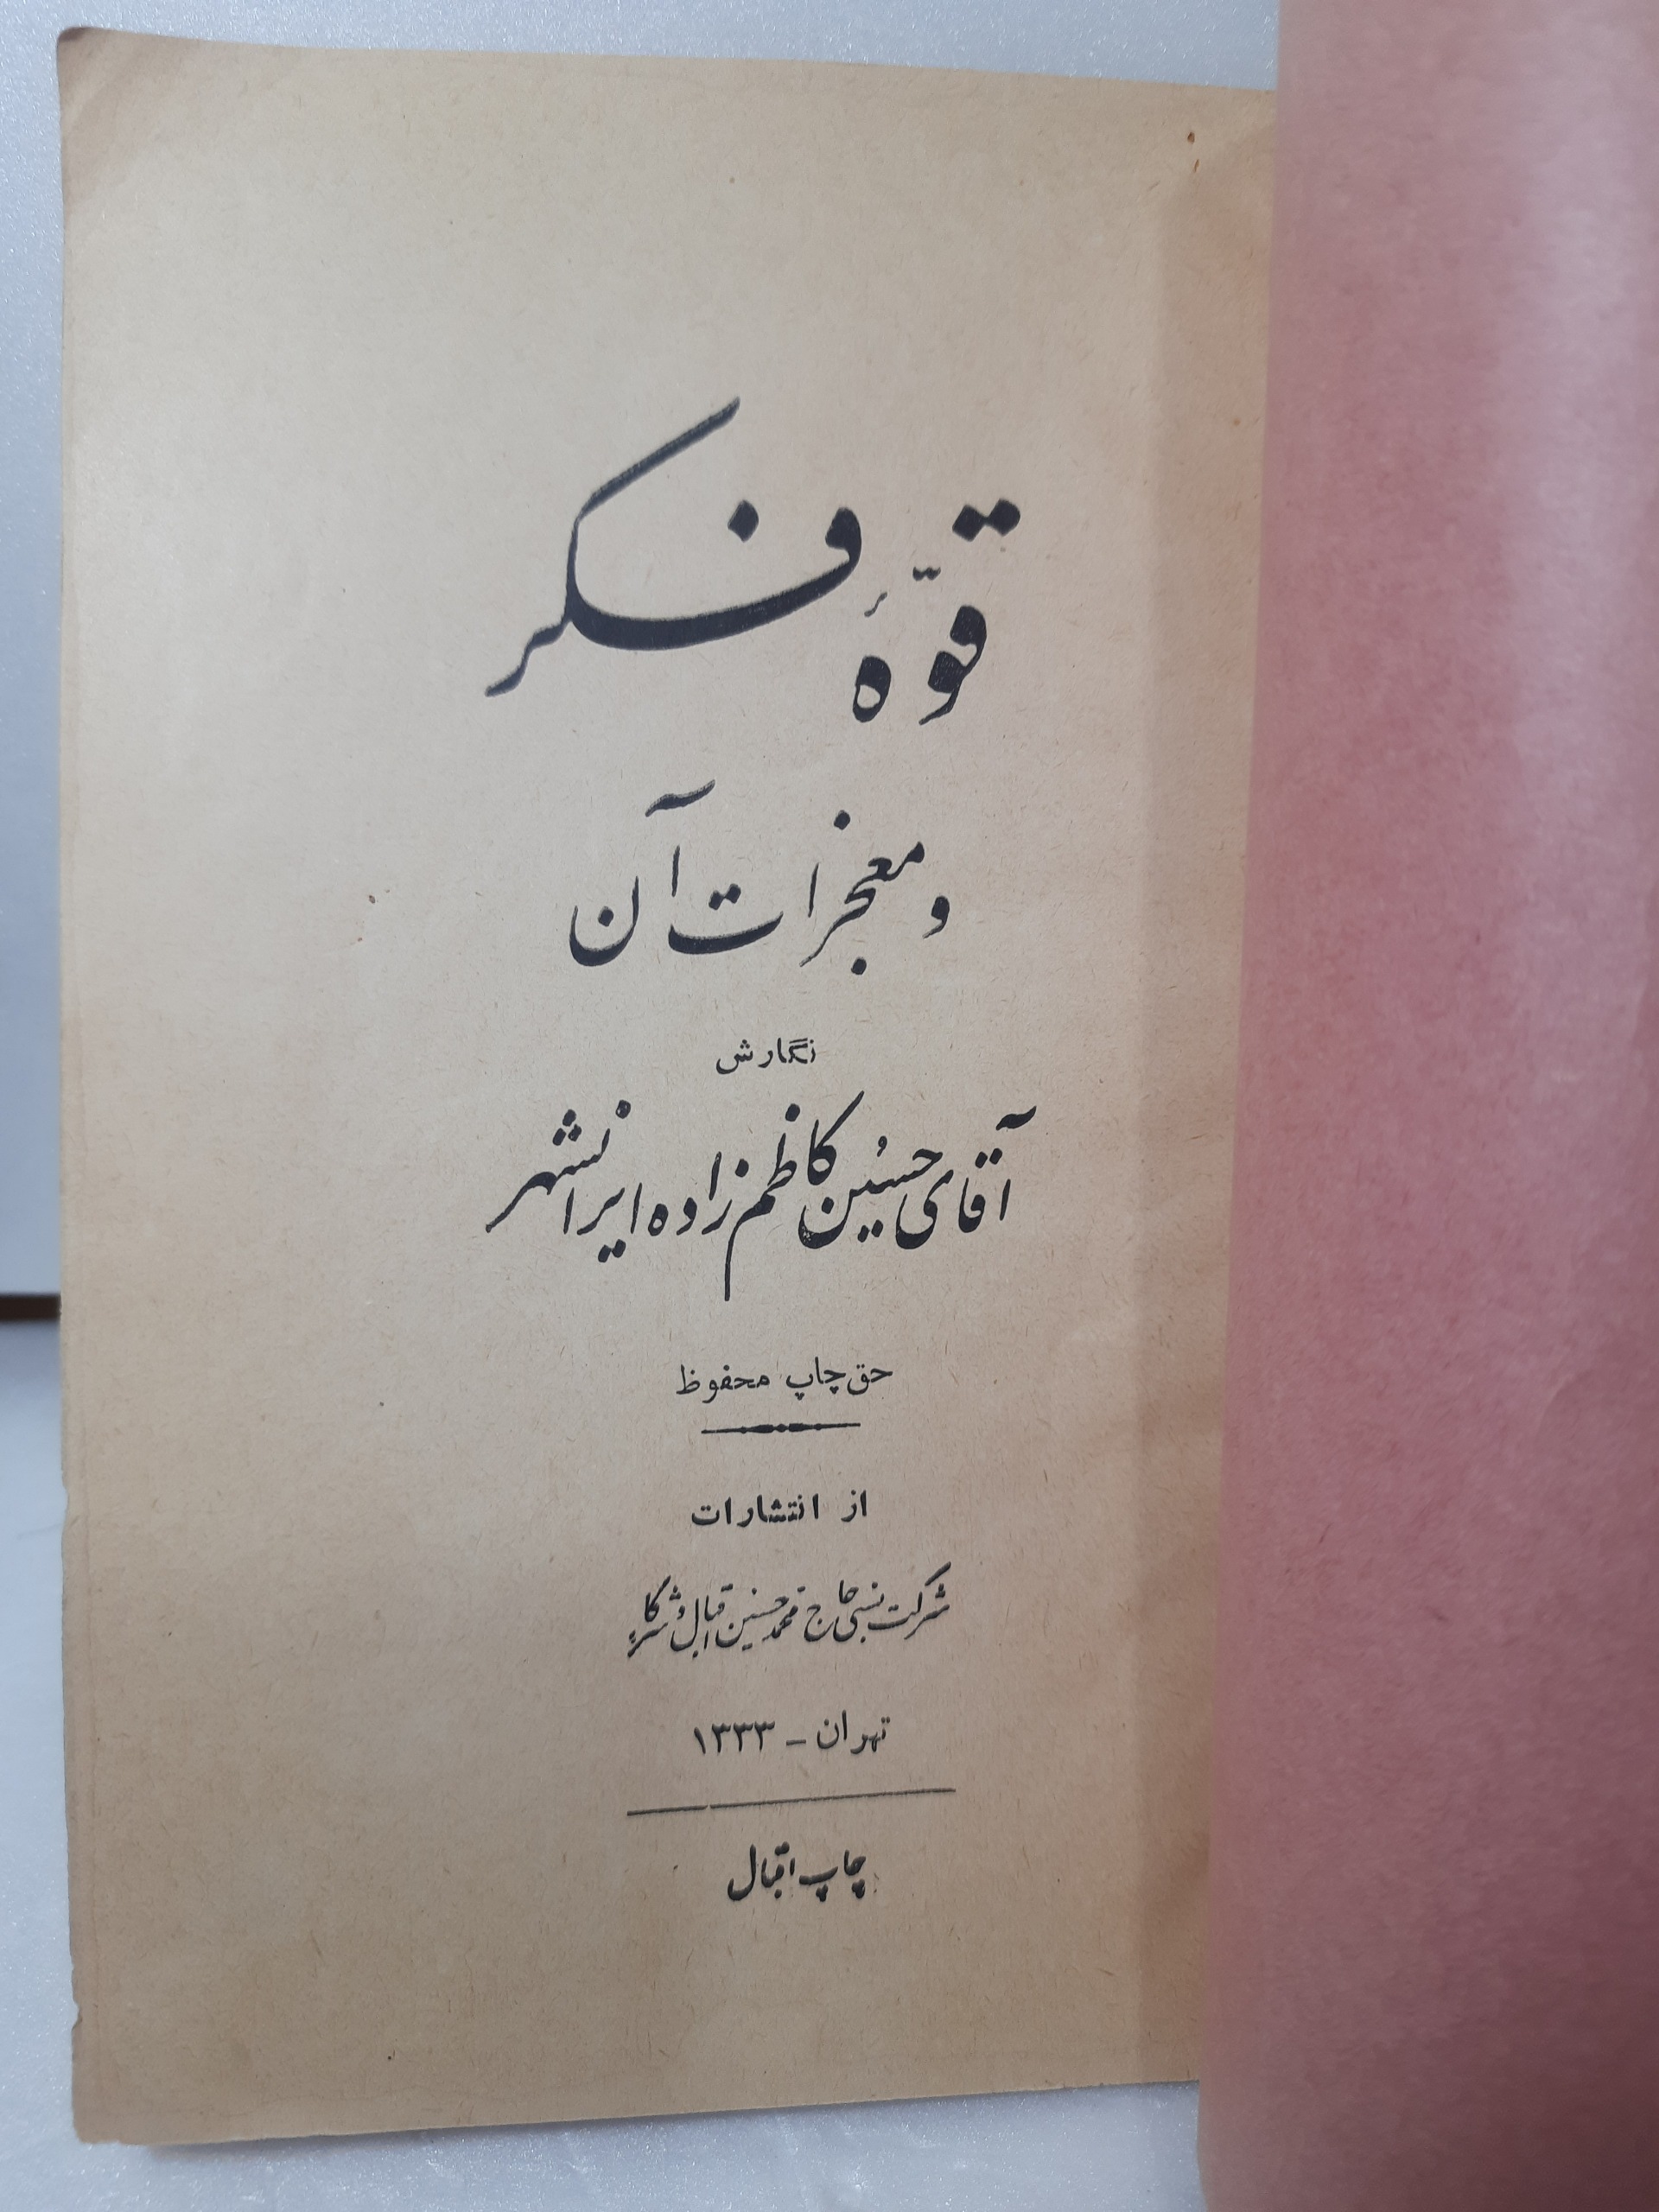 قوّهٔ فکر
و معجزات آن
نگارش
آقای حسین کاظم زاده ایرانشهر
حق چاپ محفوظ
از انتشارات
شرکت نسبی حاج محمد حسین اقبال و شرکاء
تهران - ۱۳۳۳
چاپ اقبال